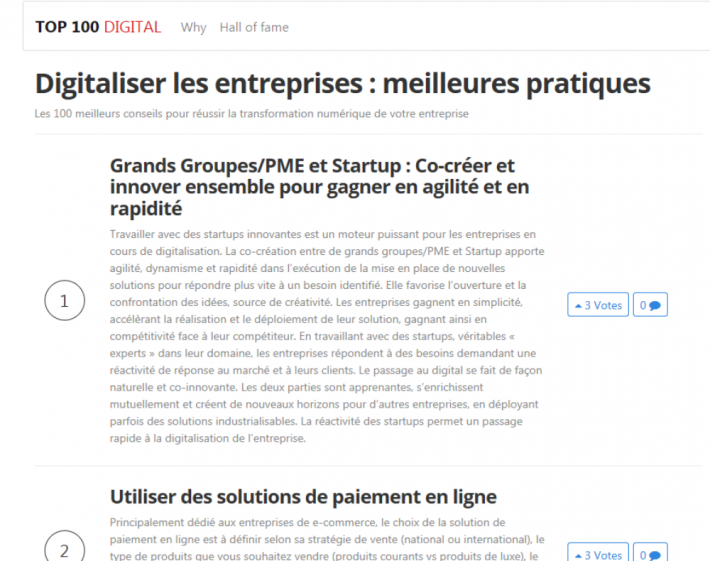 TOP 100 DIGITAL Why Hall of fame
Digitaliser les entreprises : meilleures pratiques
Les 100 meilleurs conseils pour réussir la transformation numérique de votre entreprise
Grands Groupes/PME et Startup : Co-créer et
innover ensemble pour gagner en agilité et en
rapidité
Travailler avec des startups innovantes est un moteur puissant pour les entreprises en
cours de digitalisation. La co-création entre de grands groupes/PME et Startup apporte
agilité, dynamisme et rapidité dans l'exécution de la mise en place de nouvelles
solutions pour répondre plus vite à un besoin identifié. Elle favorise l'ouverture et la
1 confrontation des idées, source de créativité. Les entreprises gagnent en simplicité, 3 Votes 0
accélérant la réalisation et le déploiement de leur solution, gagnant ainsi en
compétitivité face à leur compétiteur. En travaillant avec des startups, véritables «
experts » dans leur domaine, les entreprises répondent à des besoins demandant une
réactivité de réponse au marché et à leurs clients. Le passage au digital se fait de façon
naturelle et co-innovante. Les deux parties sont apprenantes, s'enrichissent
mutuellement et créent de nouveaux horizons pour d'autres entreprises, en déployant
parfois des solutions industrialisables. La réactivité des startups permet un passage
rapide à la digitalisation de l'entreprise.
Utiliser des solutions de paiement en ligne
Principalement dédié aux entreprises de e-commerce, le choix de la solution de
paiement en ligne est à définir selon sa stratégie de vente (national ou international), le
2 type de produits que vous souhaitez vendre (produits courants vs produits de luxe), le 3 Votes 0